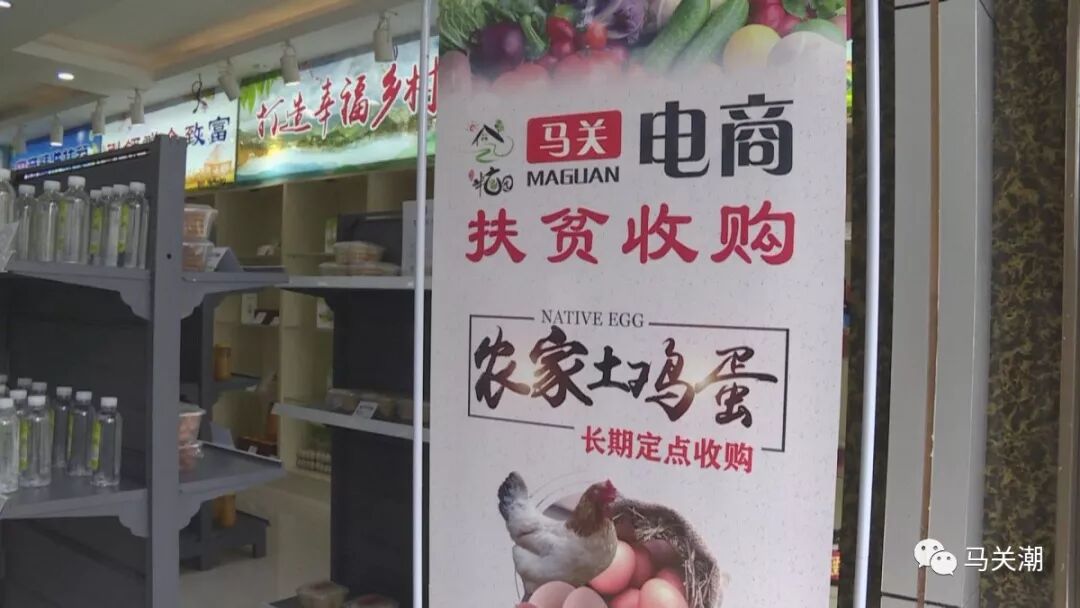 致富
打造幸福乡村
马关
MAGUAN
电商
扶贫收购
NATIVE EGG
农家土鸡蛋
长期定点收购
马关潮